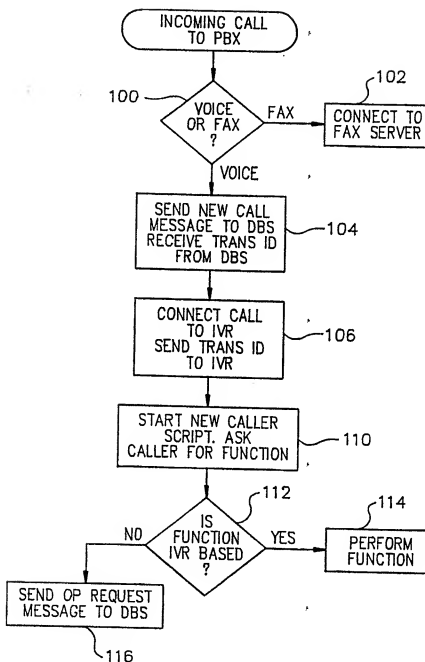 INCOMING CALL
TO PBX
100
VOICE
OR FAX
?
FAX
102
CONNECT TO
FAX SERVER
VOICE
SEND NEW CALL
MESSAGE TO DBS
RECEIVE TRANS ID
FROM DBS
104
CONNECT CALL
TO IVR
SEND TRANS ID
TO IVR
106
START NEW CALLER
SCRIPT. ASK
CALLER FOR FUNCTION
110
112
IS
FUNCTION
IVR BASED
?
NO
YES
114
PERFORM
FUNCTION
SEND OP REQUEST
MESSAGE TO DBS
116